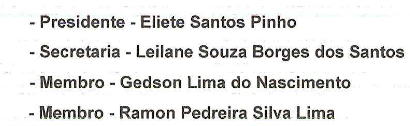 - Presidente - Eliete Santos Pinho
- Secretaria - Leilane Souza Borges dos Santos
- Membro - Gedson Lima do Nascimento
- Membro - Ramon Pedreira Silva Lima